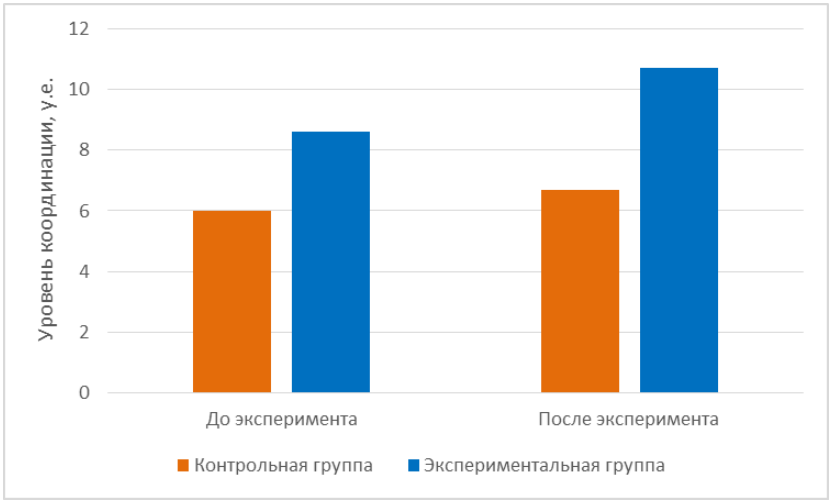 Уровень координации, у.е.
12
10
8
6
4
2
0
До эксперимента
После эксперимента
Контрольная группа
Экспериментальная группа